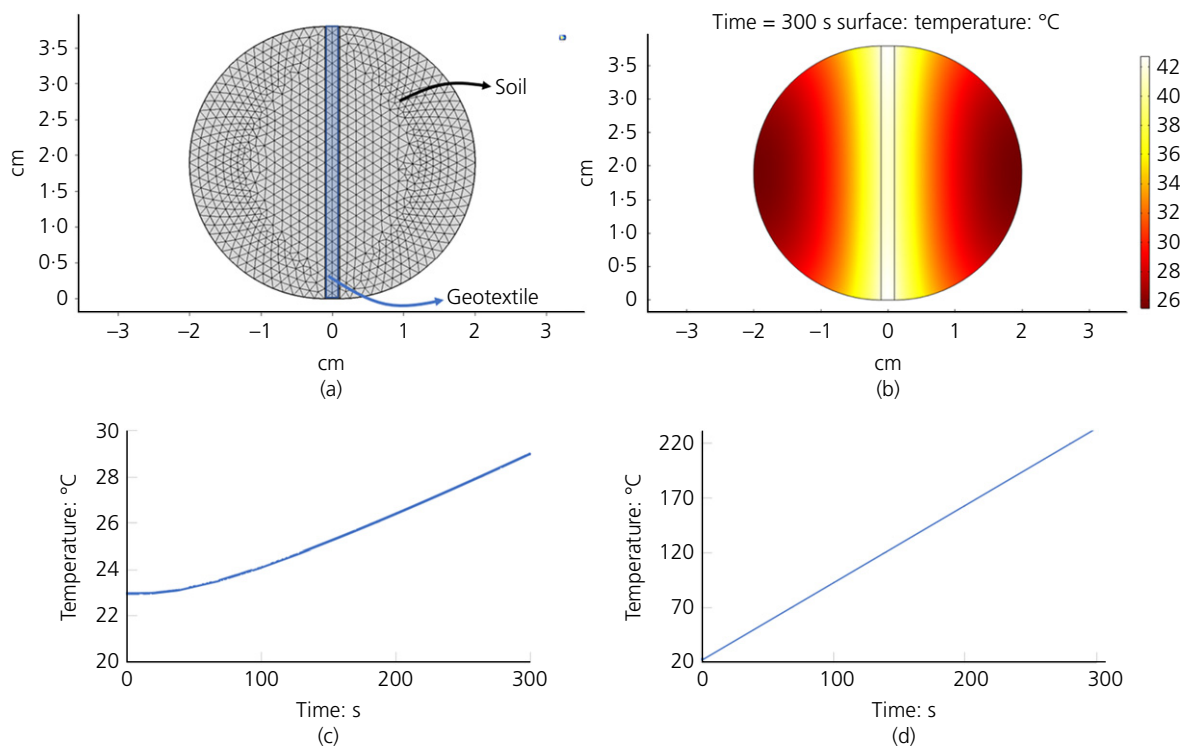 3·5
3·0
2·5
2·0
1·5
1·0
0·5
0
cm
Soil
Geotextile
–3 –2 –1 0 1 2 3
cm
(a)
Time = 300 s surface: temperature: °C
3·5
3·0
2·5
2·0
1·5
1·0
0·5
0
cm
42
40
38
36
34
32
30
28
26
–3 –2 –1 0 1 2 3
cm
(b)
30
28
26
24
22
20
Temperature: °C
0 100 200 300
Time: s
(c)
220
170
120
70
20
Temperature: °C
0 100 200 300
Time: s
(d)